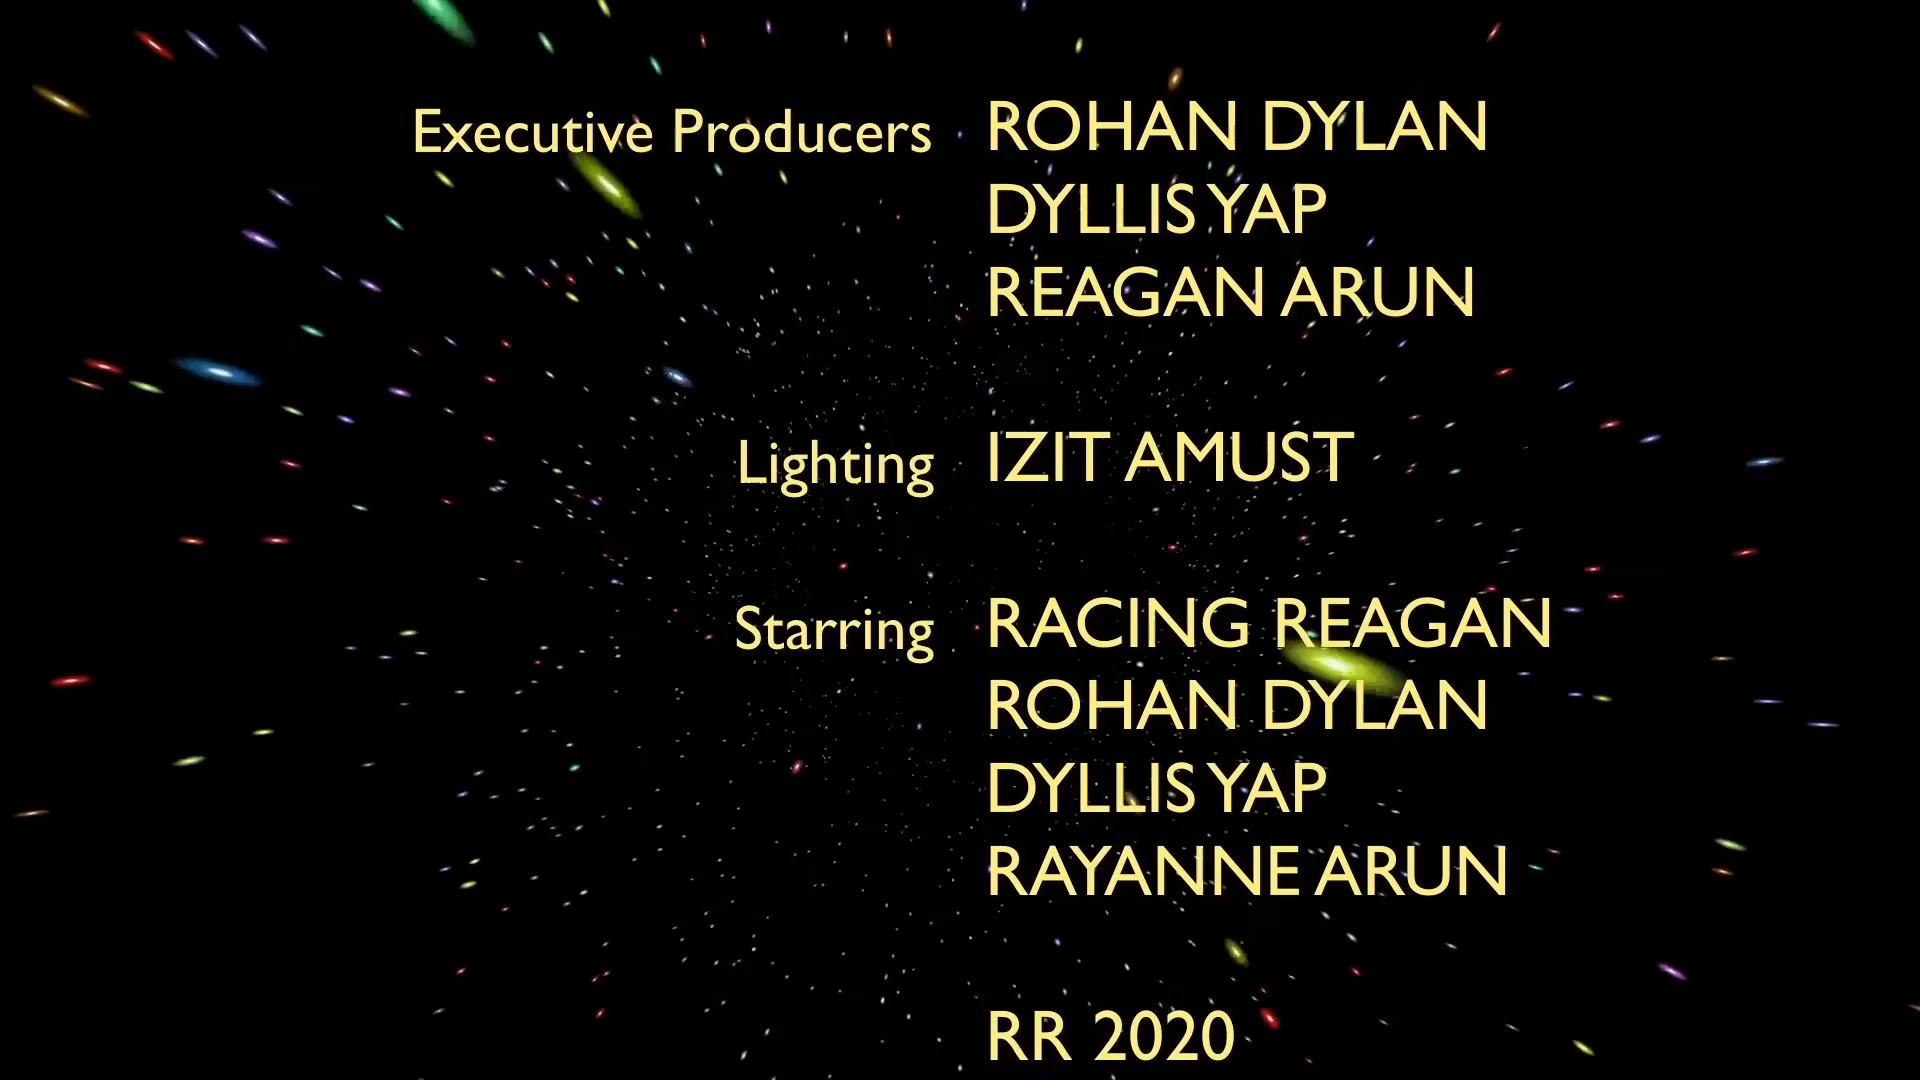 Executive Producers ROHAN DYLAN
DYLLIS YAP
REAGAN ARUN
Lighting IZIT AMUST
Starring RACING REAGAN
ROHAN DYLAN
DYLLIS YAP
RAYANNE ARUN
RR 2020